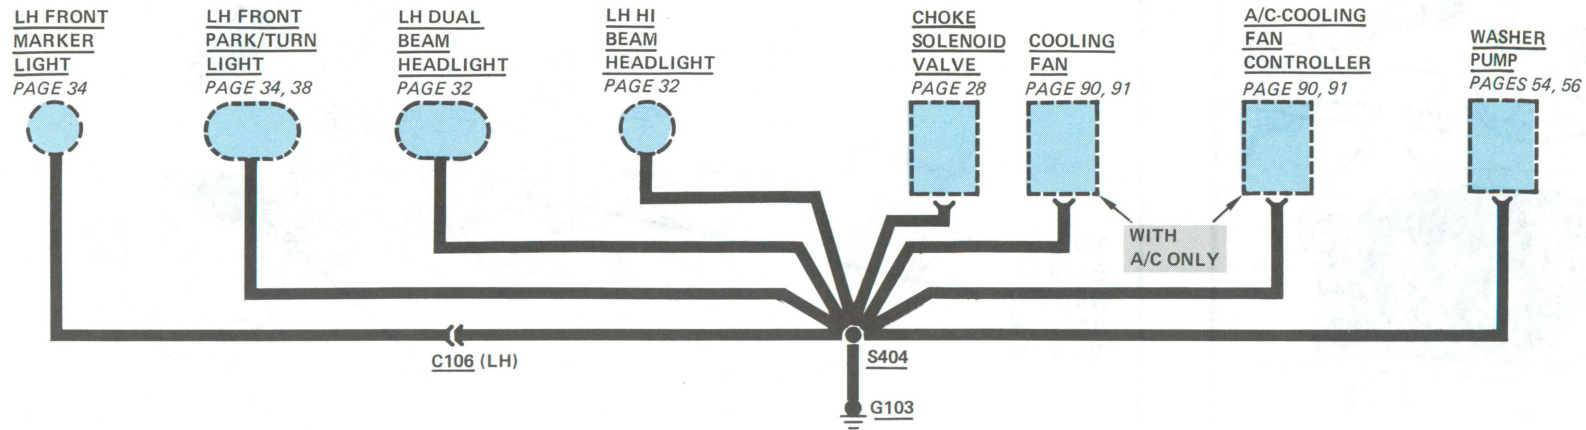 LH FRONT
MARKER
LIGHT
PAGE 34
LH FRONT
PARK/TURN
LIGHT
PAGE 34, 38
LH DUAL
BEAM
HEADLIGHT
PAGE 32
LH HI
BEAM
HEADLIGHT
PAGE 32
CHOKE
SOLENOID
VALVE
PAGE 28
COOLING
FAN
PAGE 90, 91
A/C-COOLING
FAN
CONTROLLER
PAGE 90, 91
WASHER
PUMP
PAGES 54, 56
WITH
A/C ONLY
C106 (LH)
S404
G103